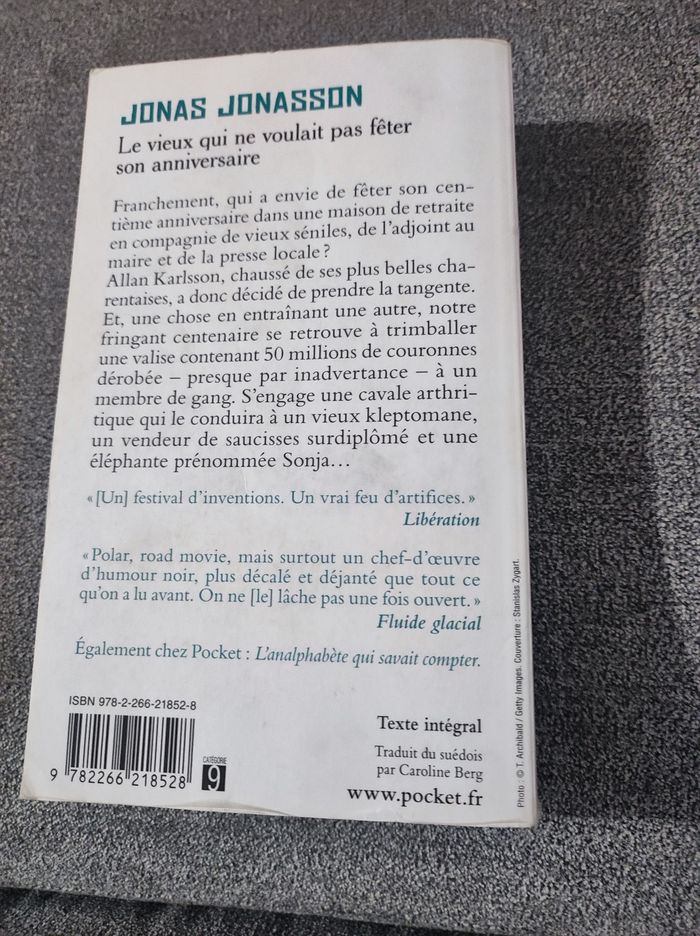 JONAS JONASSON
Le vieux qui ne voulait pas fêter
son anniversaire
Franchement, qui a envie de fêter son cen-
tième anniversaire dans une maison de retraite
en compagnie de vieux séniles, de l'adjoint au
maire et de la presse locale ?
Allan Karlsson, chaussé de ses plus belles cha-
rentaises, a donc décidé de prendre la tangente.
Et, une chose en entraînant une autre, notre
fringant centenaire se retrouve à trimballer
une valise contenant 50 millions de couronnes
dérobée – presque par inadvertance – à un
membre de gang. S'engage une cavale arthri-
tique qui le conduira à un vieux kleptomane,
un vendeur de saucisses surdiplômé et une
éléphante prénommée Sonja…
« [Un] festival d'inventions. Un vrai feu d'artifices. »
Libération
« Polar, road movie, mais surtout un chef-d'œuvre
d'humour noir, plus décalé et déjanté que tout ce
qu'on a lu avant. On ne [le] lâche pas une fois ouvert. »
Fluide glacial
Également chez Pocket : L'analphabète qui savait compter.
ISBN 978-2-266-21852-8
9 782266 218528
CATÉGORIE
9
Texte intégral
Traduit du suédois
par Caroline Berg
www.pocket.fr
Photo : © T. Archibald / Getty Images. Couverture : Stanislas Zygart.